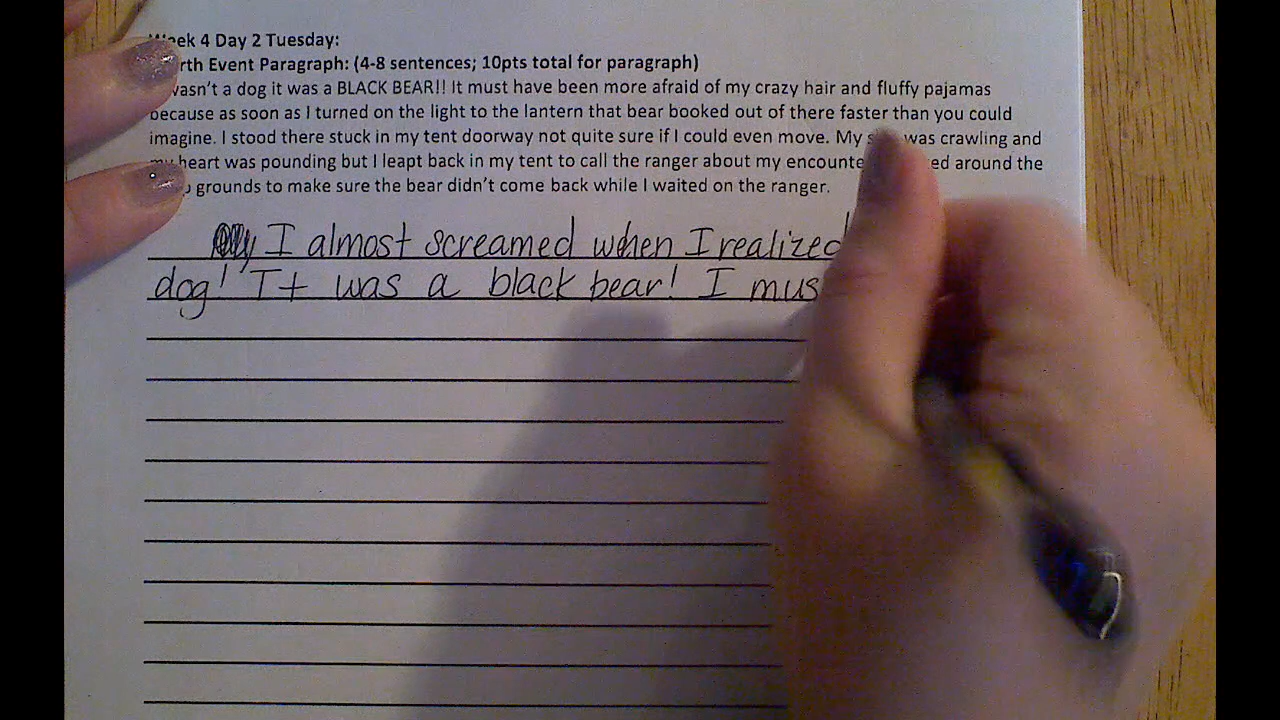 Week 4 Day 2 Tuesday:
Event Paragraph: (4-8 sentences; 10pts total for paragraph)
wasn't a dog it was a BLACK BEAR!! It must have been more afraid of my crazy hair and fluffy pajamas
because as soon as I turned on the light to the lantern that bear booked out of there faster than you could
imagine. I stood there stuck in my tent doorway not quite sure if I could even move. My was crawling and
my heart was pounding but I leapt back in my tent to call the ranger about my around the
grounds to make sure the bear didn't come back while I waited on the ranger.
I almost screamed when I realized
dog! It was a black bear! I